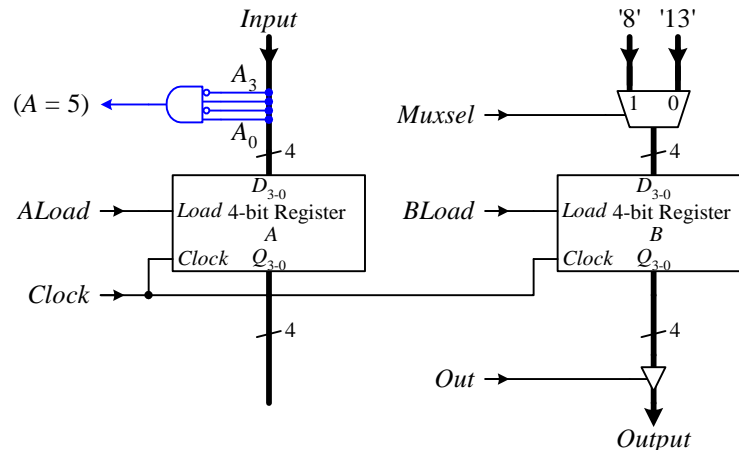 Input
'8' '13'
A3
(A = 5)
1 0
Muxsel
A0
4
4
D3-0
D3-0
ALoad
Load 4-bit Register
BLoad
Load 4-bit Register
A
B
Clock Q3-0
Clock Q3-0
Clock
4
4
Out
Output